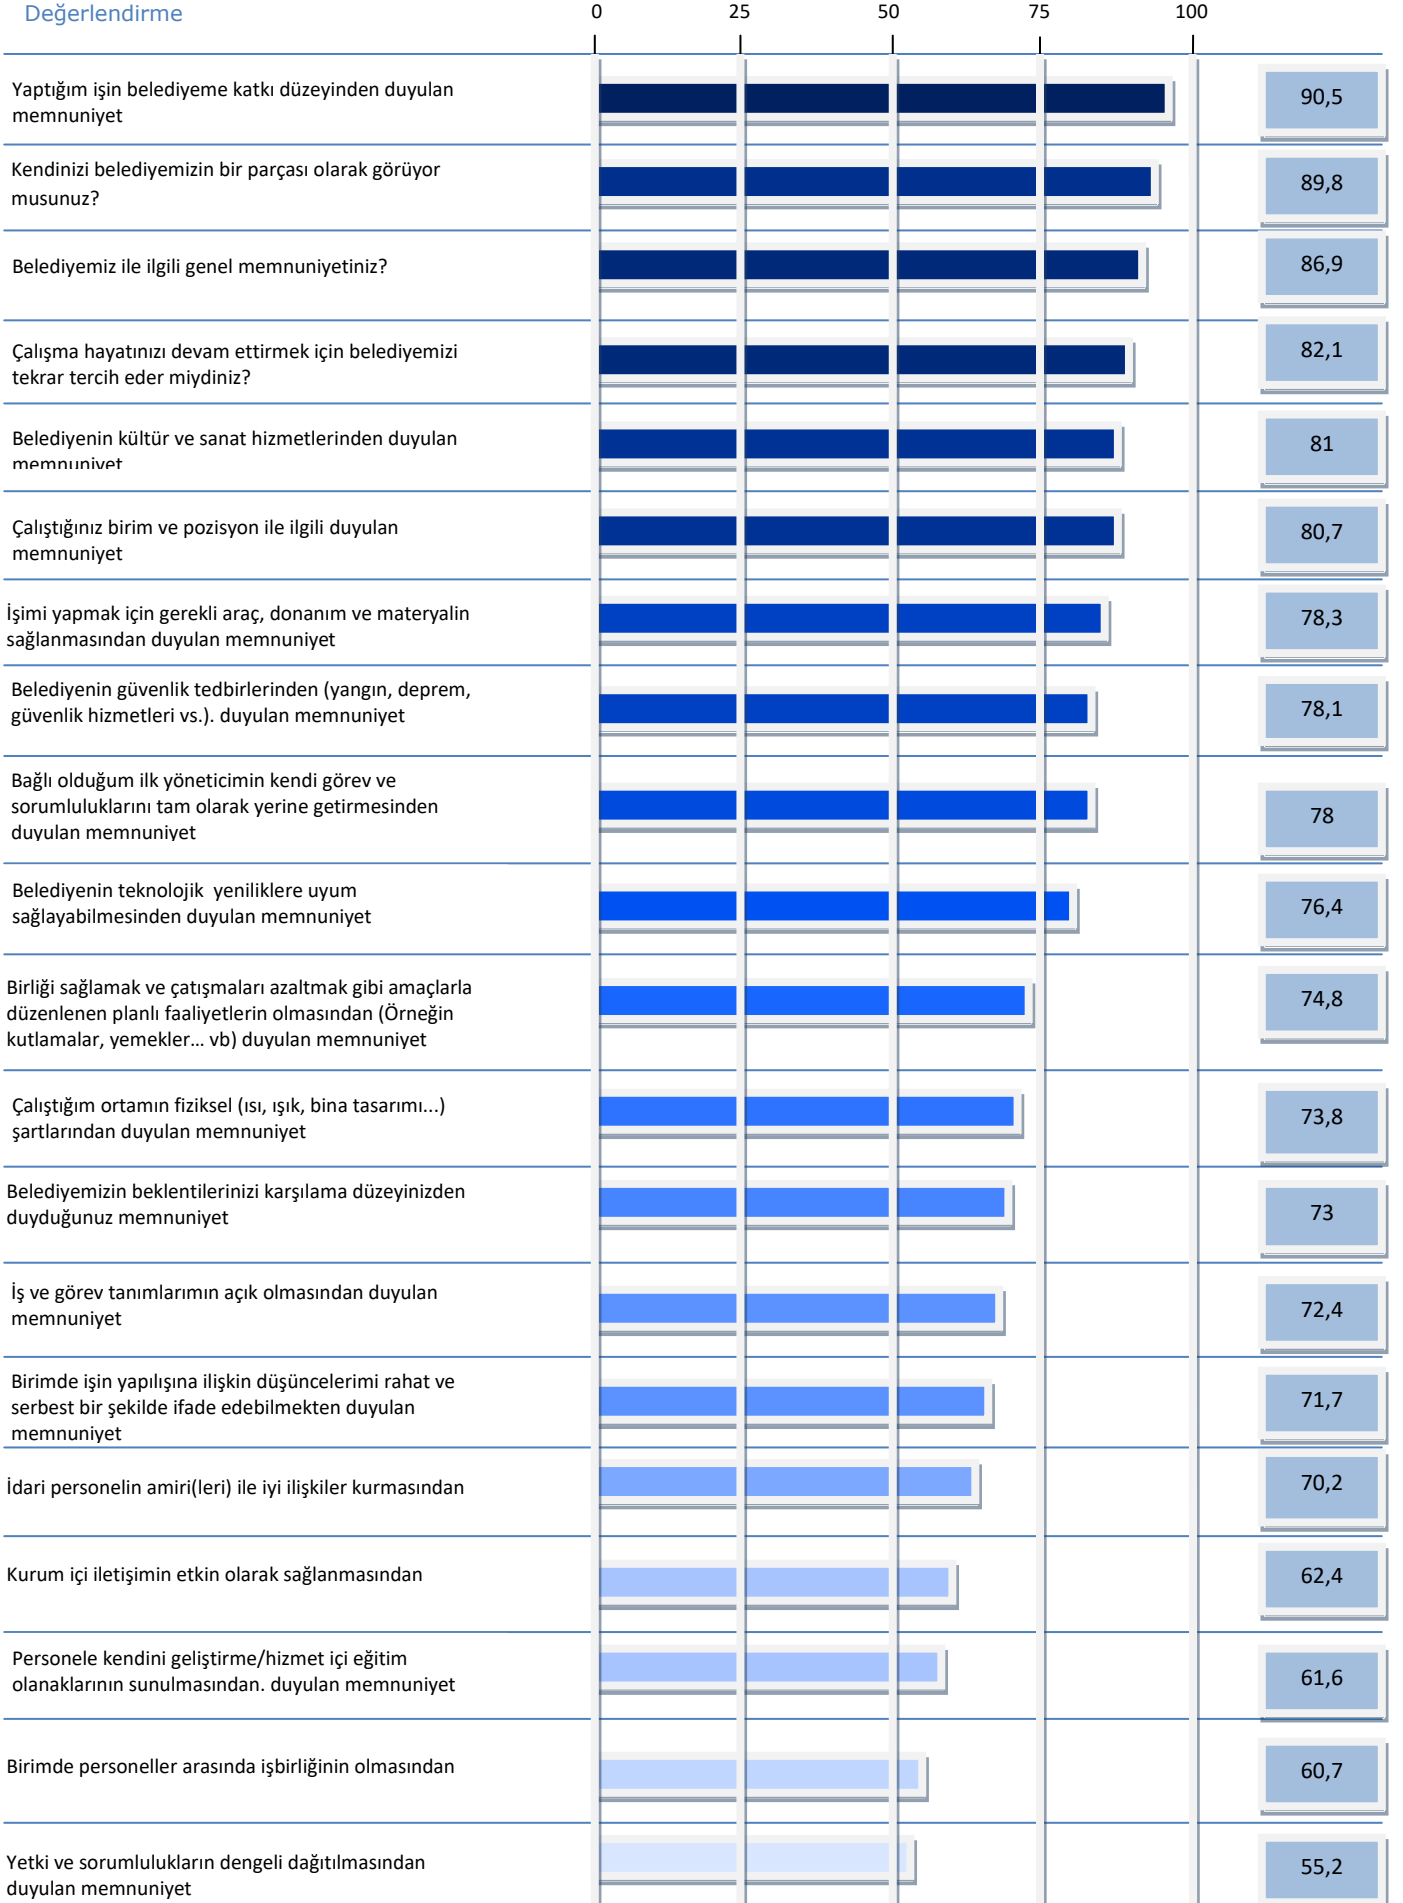 Değerlendirme 0 25 50 75 100
Yaptığım işin belediyeme katkı düzeyinden duyulan
memnuniyet
90,5
Kendinizi belediyemizin bir parçası olarak görüyor
musunuz?
89,8
Belediyemiz ile ilgili genel memnuniyetiniz?
86,9
Çalışma hayatınızı devam ettirmek için belediyemizi
tekrar tercih eder miydiniz?
82,1
Belediyenin kültür ve sanat hizmetlerinden duyulan
memnuniyet
81
Çalıştığınız birim ve pozisyon ile ilgili duyulan
memnuniyet
80,7
İşimi yapmak için gerekli araç, donanım ve materyalin
sağlanmasından duyulan memnuniyet
78,3
Belediyenin güvenlik tedbirlerinden (yangın, deprem,
güvenlik hizmetleri vs.). duyulan memnuniyet
78,1
Bağlı olduğum ilk yöneticimin kendi görev ve
sorumluluklarını tam olarak yerine getirmesinden
duyulan memnuniyet
78
Belediyenin teknolojik  yeniliklere uyum
sağlayabilmesinden duyulan memnuniyet
76,4
Birliği sağlamak ve çatışmaları azaltmak gibi amaçlarla
düzenlenen planlı faaliyetlerin olmasından (Örneğin
kutlamalar, yemekler… vb) duyulan memnuniyet
74,8
Çalıştığım ortamın fiziksel (ısı, ışık, bina tasarımı...)
şartlarından duyulan memnuniyet
73,8
Belediyemizin beklentilerinizi karşılama düzeyinizden
duyduğunuz memnuniyet
73
İş ve görev tanımlarımın açık olmasından duyulan
memnuniyet
72,4
Birimde işin yapılışına ilişkin düşüncelerimi rahat ve
serbest bir şekilde ifade edebilmekten duyulan
memnuniyet
71,7
İdari personelin amiri(leri) ile iyi ilişkiler kurmasından
70,2
Kurum içi iletişimin etkin olarak sağlanmasından
62,4
Personele kendini geliştirme/hizmet içi eğitim
olanaklarının sunulmasından. duyulan memnuniyet
61,6
Birimde personeller arasında işbirliğinin olmasından
60,7
Yetki ve sorumlulukların dengeli dağıtılmasından
duyulan memnuniyet
55,2